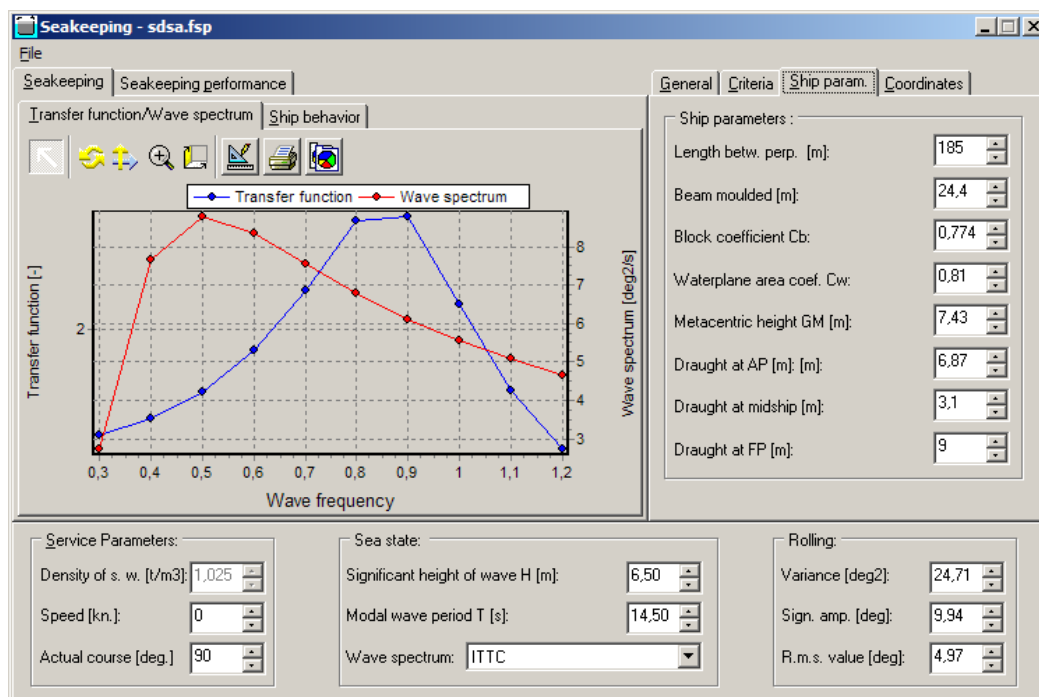 Seakeeping - sdsa.fsp
File
Seakeeping Seakeeping performance
General Criteria Ship param. Coordinates
Transfer function/Wave spectrum Ship behavior
Transfer function Wave spectrum
Transfer function [-]
2
8
7
6
5
4
3
Wave spectrum [deg2/s]
0,3 0,4 0,5 0,6 0,7 0,8 0,9 1 1,1 1,2
Wave frequency
Ship parameters :
Length betw. perp. [m]: 185
Beam moulded [m]: 24,4
Block coefficient Cb: 0,774
Waterplane area coef. Cw: 0,81
Metacentric height GM [m]: 7,43
Draught at AP [m]: [m]: 6,87
Draught at midship [m]: 3,1
Draught at FP [m]: 9
Service Parameters:
Density of s. w. [t/m3]: 1,025
Speed [kn.]: 0
Actual course [deg.] 90
Sea state:
Significant height of wave H [m]: 6,50
Modal wave period T [s]: 14,50
Wave spectrum: ITTC
Rolling:
Variance [deg2]: 24,71
Sign. amp. [deg]: 9,94
R.m.s. value [deg]: 4,97